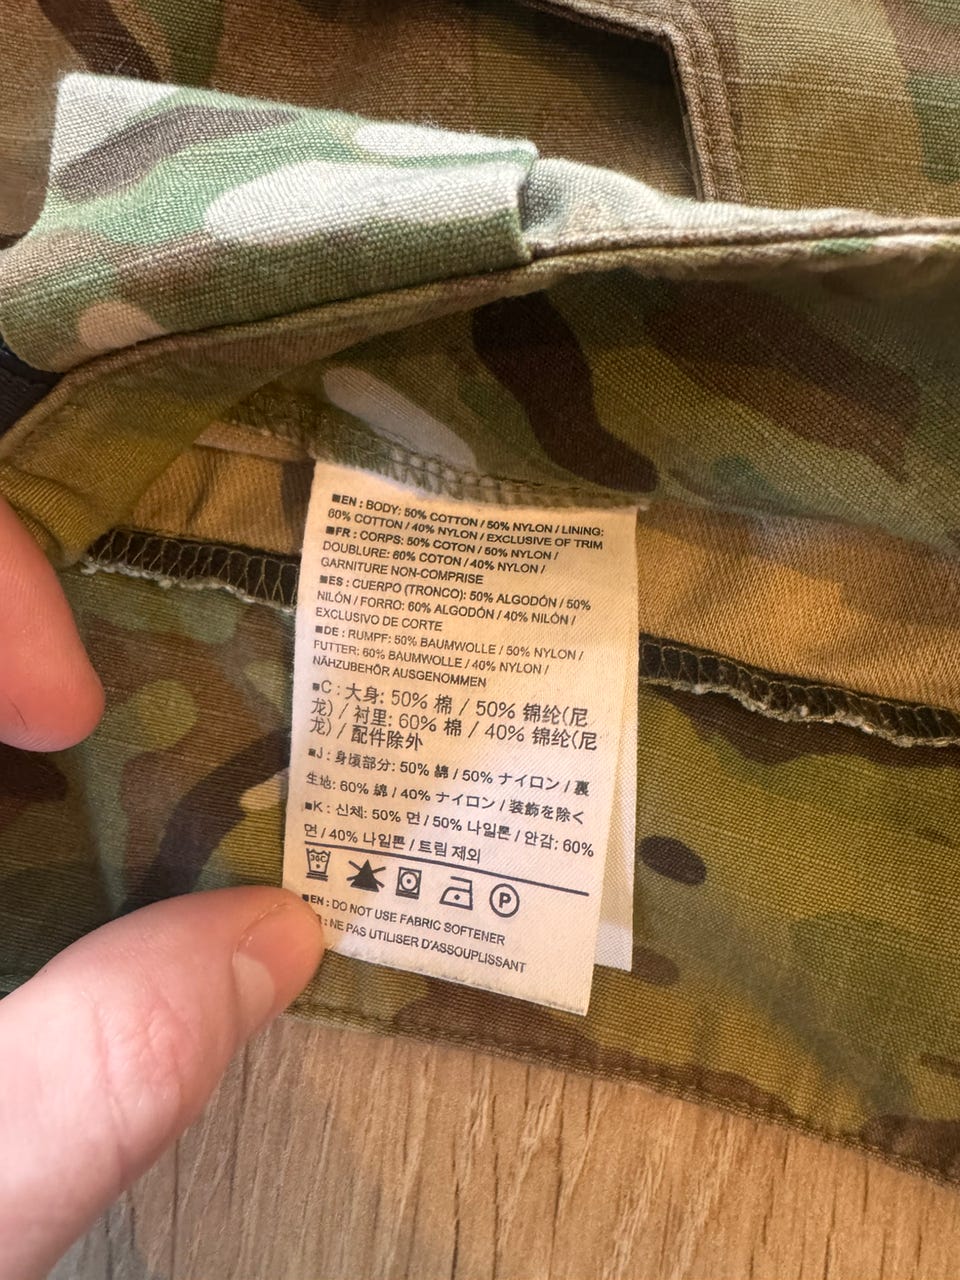 ■EN : BODY: 50% COTTON / 50% NYLON / LINING:
60% COTTON / 40% NYLON / EXCLUSIVE OF TRIM
■FR : CORPS: 50% COTON / 50% NYLON /
DOUBLURE: 60% COTON / 40% NYLON /
GARNITURE NON-COMPRISE
■ES : CUERPO (TRONCO): 50% ALGODÓN / 50%
NILÓN / FORRO: 60% ALGODÓN / 40% NILÓN /
EXCLUSIVO DE CORTE
■DE : RUMPF: 50% BAUMWOLLE / 50% NYLON /
FUTTER: 60% BAUMWOLLE / 40% NYLON /
NÄHZUBEHÖR AUSGENOMMEN
■C : 大身: 50% 棉 / 50% 锦纶(尼
龙) / 衬里: 60% 棉 / 40% 锦纶(尼
龙) / 配件除外
■J : 身頃部分: 50% 綿 / 50% ナイロン / 裏
生地: 60% 綿 / 40% ナイロン / 装飾を除く
■K : 신체: 50% 면 / 50% 나일론 / 안감: 60%
면 / 40% 나일론 / 트림 제외
30C
P
■EN : DO NOT USE FABRIC SOFTENER
R : NE PAS UTILISER D'ASSOUPLISSANT